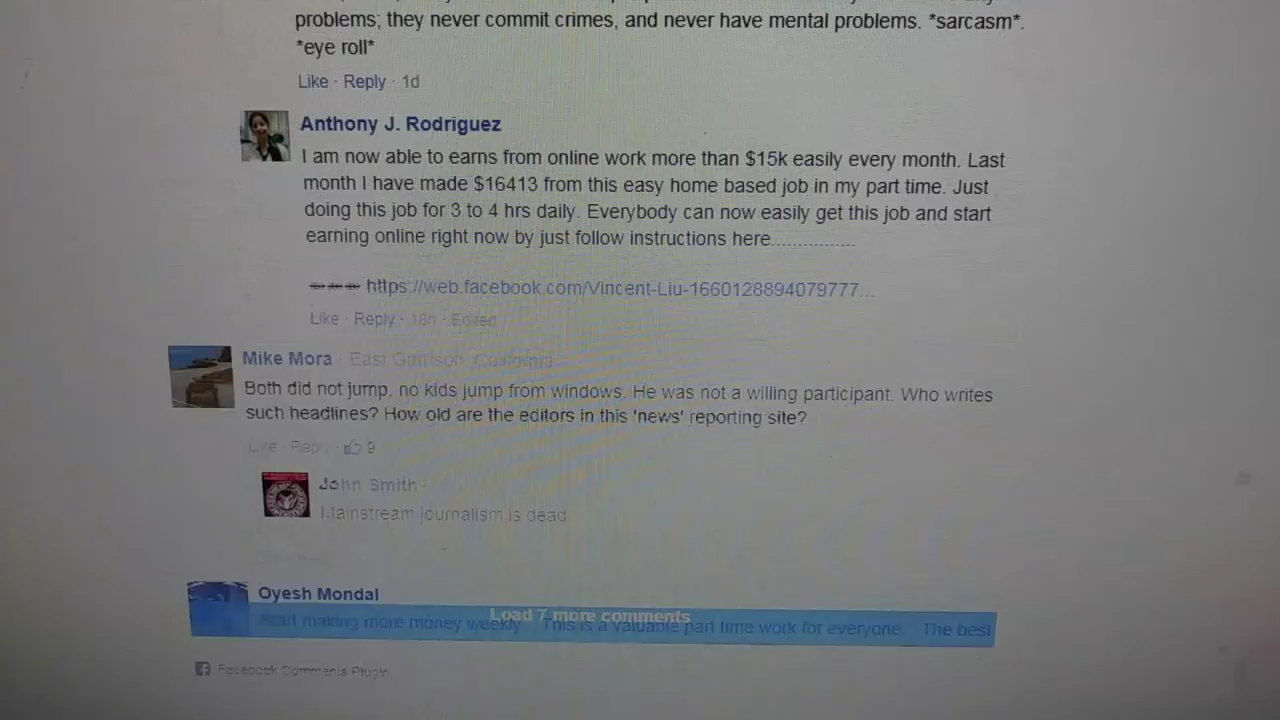 problems; they never commit crimes, and never have mental problems. *sarcasm*.
*eye roll*
Like · Reply · 1d
Anthony J. Rodriguez
I am now able to earns from online work more than $15k easily every month. Last
month I have made $16413 from this easy home based job in my part time. Just
doing this job for 3 to 4 hrs daily. Everybody can now easily get this job and start
earning online right now by just follow instructions here................
https://web.facebook.com/Vincent-Liu-1660128894079777...
Like · Reply · 18h · Edited
Mike Mora · East Garrison, California
Both did not jump, no kids jump from windows. He was not a willing participant. Who writes
such headlines? How old are the editors in this 'news' reporting site?
Like · Reply · 9
John Smith ·
Mainstream journalism is dead
Oyesh Mondal
Load 7 more comments
Start making more money weekly This is a valuable part time work for everyone. The best
Facebook Comments Plugin